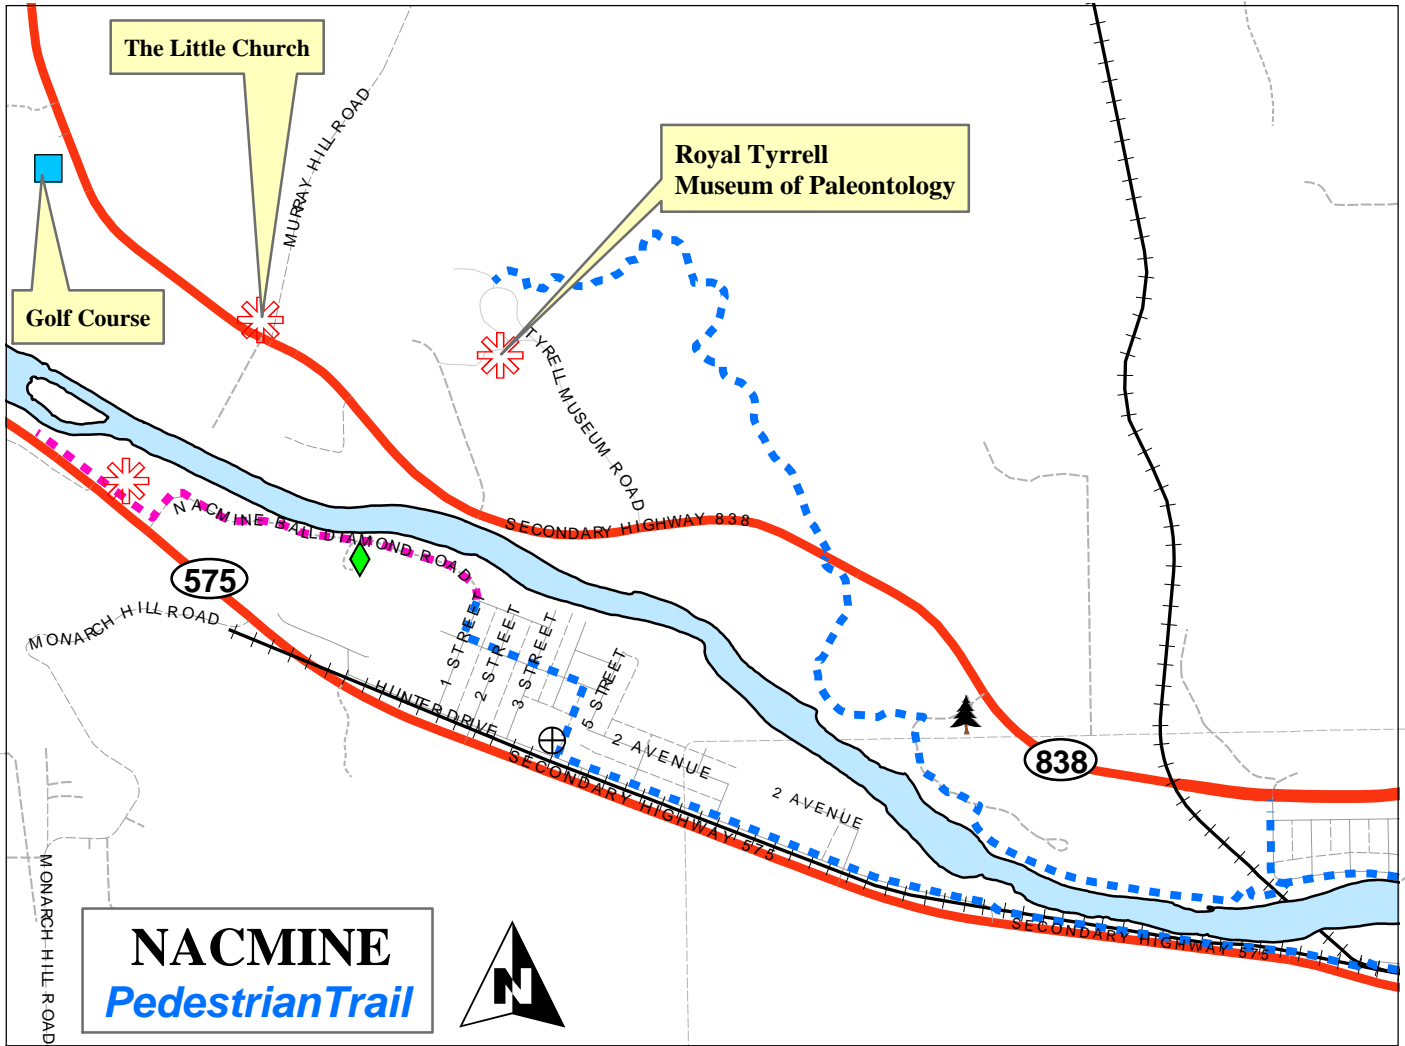 The Little Church
MURRAY HILL ROAD
Royal Tyrrell
Museum of Paleontology
Golf Course
TYRELL MUSEUM ROAD
SECONDARY HIGHWAY 838
NACMINE BALL DIAMOND ROAD
575
MONARCH HILL ROAD
1 STREET
2 STREET
3 STREET
5 STREET
HUNTER DRIVE
2 AVENUE
2 AVENUE
838
SECONDARY HIGHWAY 575
MONARCH HILL ROAD
SECONDARY HIGHWAY 575
NACMINE
PedestrianTrail
N